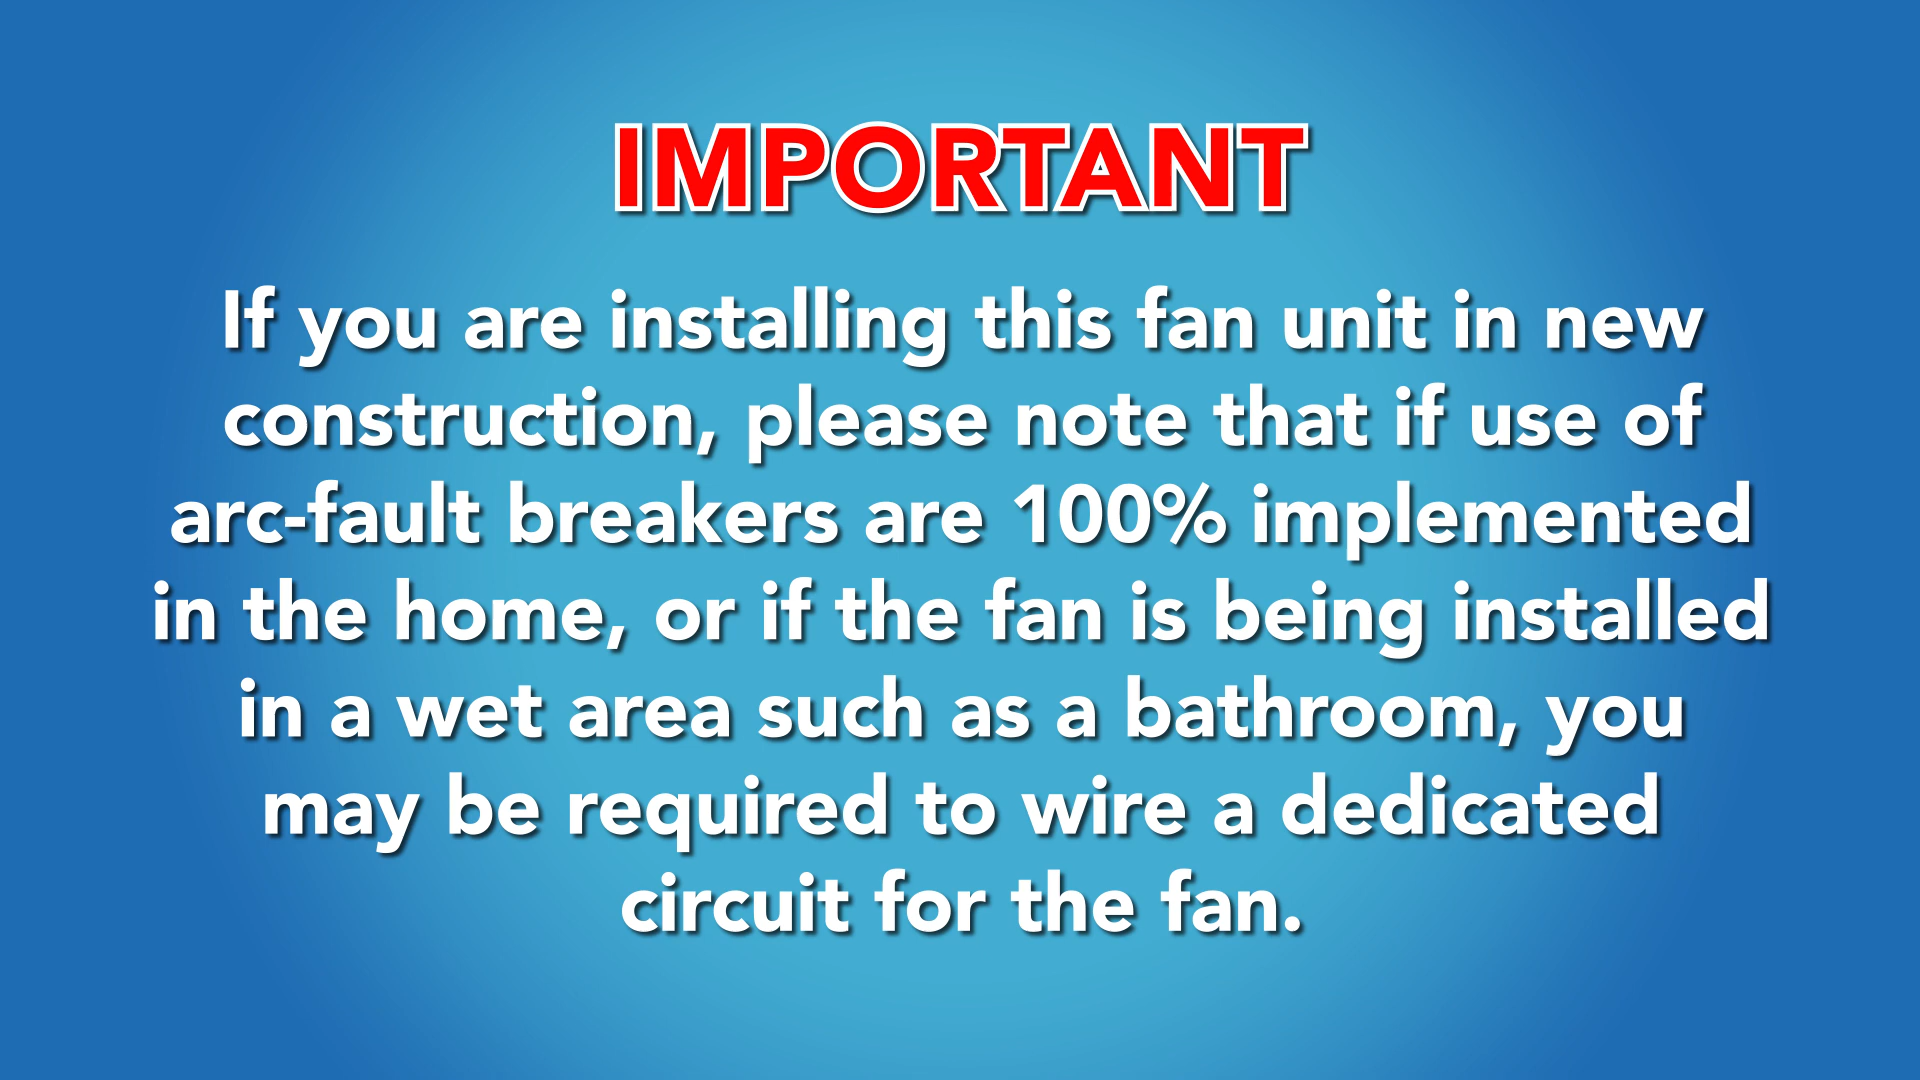 IMPORTANT
If you are installing this fan unit in new
construction, please note that if use of
arc-fault breakers are 100% implemented
in the home, or if the fan is being installed
in a wet area such as a bathroom, you
may be required to wire a dedicated
circuit for the fan.